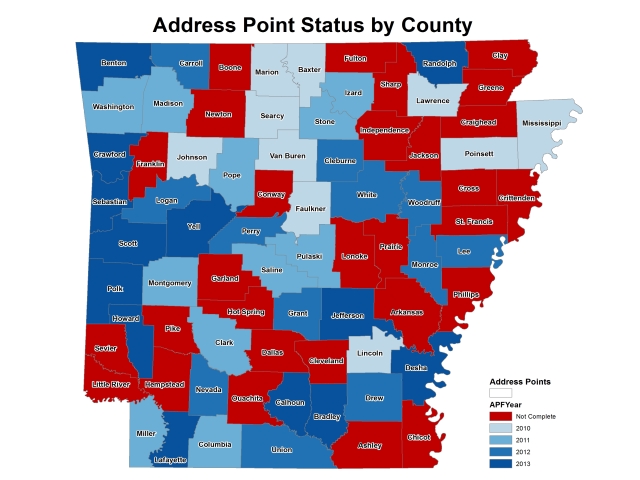 Address Point Status by County
Benton
Carroll
Boone
Marion
Baxter
Fulton
Sharp
Randolph
Clay
Greene
Washington
Madison
Newton
Searcy
Stone
Izard
Lawrence
Independence
Craighead
Mississippi
Crawford
Franklin
Johnson
Pope
Van Buren
Cleburne
Jackson
Poinsett
Sebastian
Logan
Conway
Faulkner
White
Woodruff
Cross
Crittenden
St. Francis
Scott
Yell
Perry
Pulaski
Lonoke
Prairie
Monroe
Lee
Phillips
Polk
Montgomery
Garland
Saline
Hot Spring
Grant
Jefferson
Arkansas
Howard
Pike
Clark
Dallas
Cleveland
Lincoln
Desha
Sevier
Little River
Hempstead
Nevada
Ouachita
Calhoun
Bradley
Drew
Chicot
Miller
Lafayette
Columbia
Union
Ashley
Address Points
APFYear
Not Complete
2010
2011
2012
2013